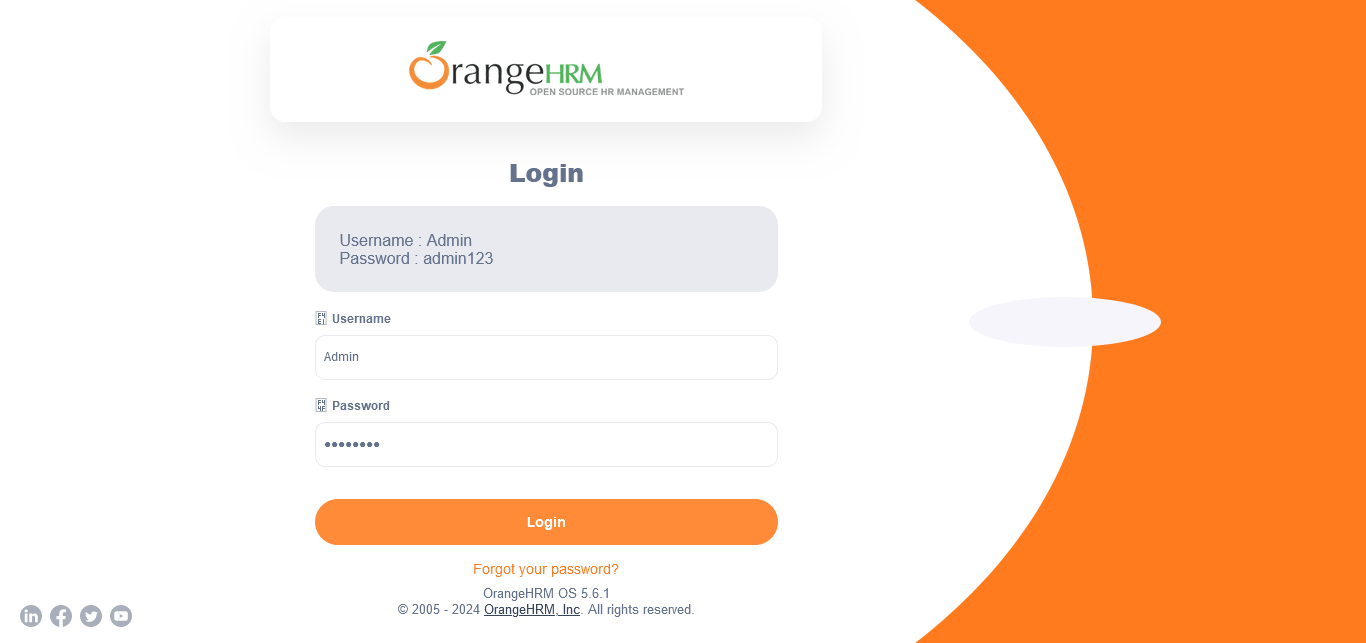 OrangeHRM
OPEN SOURCE HR MANAGEMENT
Login
Username : Admin
Password : admin123
Username
Admin
Password
••••••••
Login
Forgot your password?
OrangeHRM OS 5.6.1
© 2005 - 2024 OrangeHRM, Inc. All rights reserved.